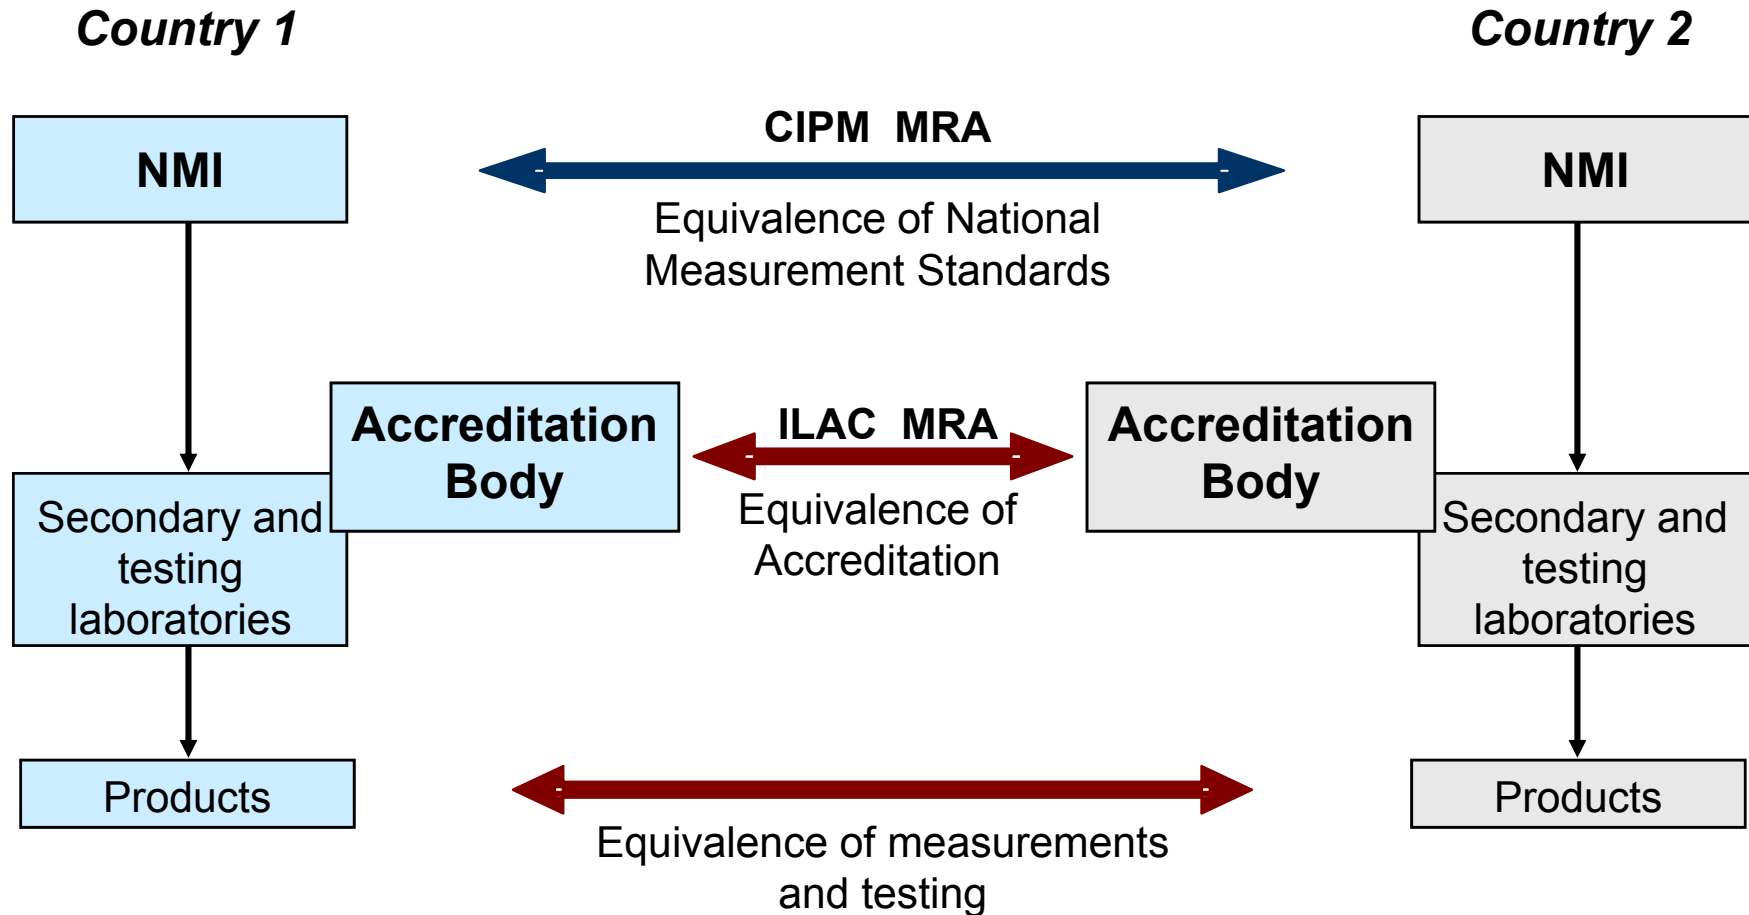 Country 1
Country 2
CIPM MRA
NMI
NMI
Equivalence of National
Measurement Standards
Accreditation
Body
ILAC MRA
Accreditation
Body
Equivalence of
Accreditation
Secondary and
testing
laboratories
Secondary and
testing
laboratories
Products
Products
Equivalence of measurements
and testing